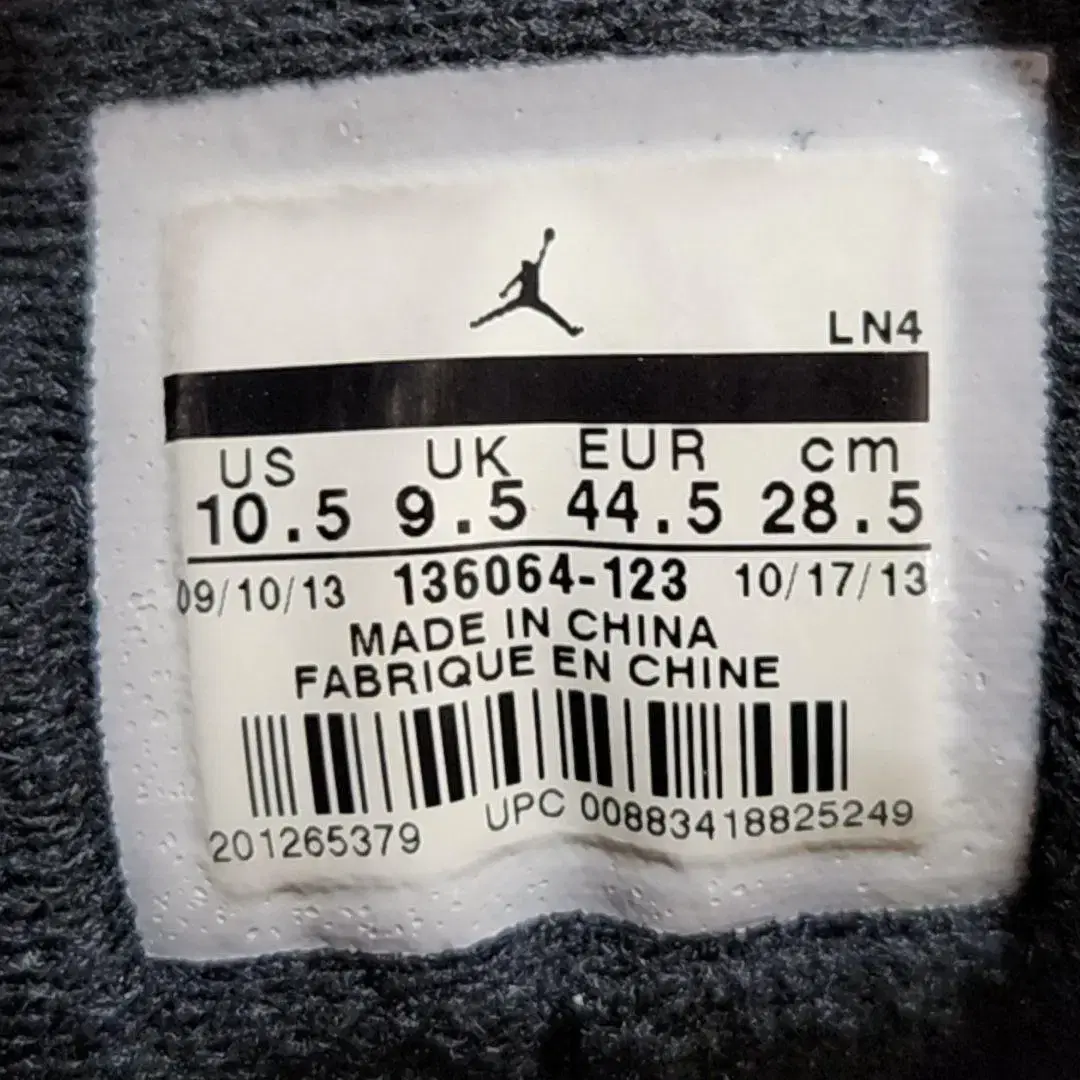 LN4
US UK EUR cm
10.5 9.5 44.5 28.5
09/10/13 136064-123 10/17/13
MADE IN CHINA
FABRIQUE EN CHINE
201265379 UPC 00883418825249